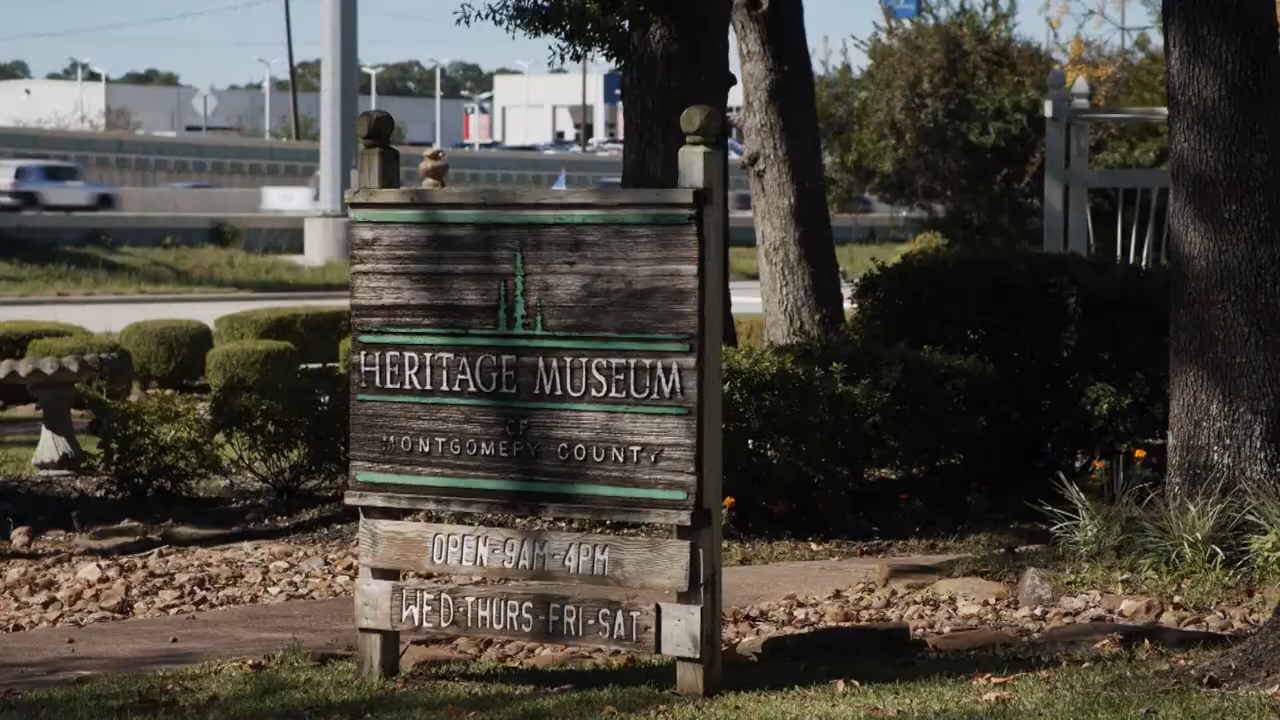 HERITAGE MUSEUM
OF
MONTGOMERY COUNTY
OPEN-9AM-4PM
WED-THURS-FRI-SAT